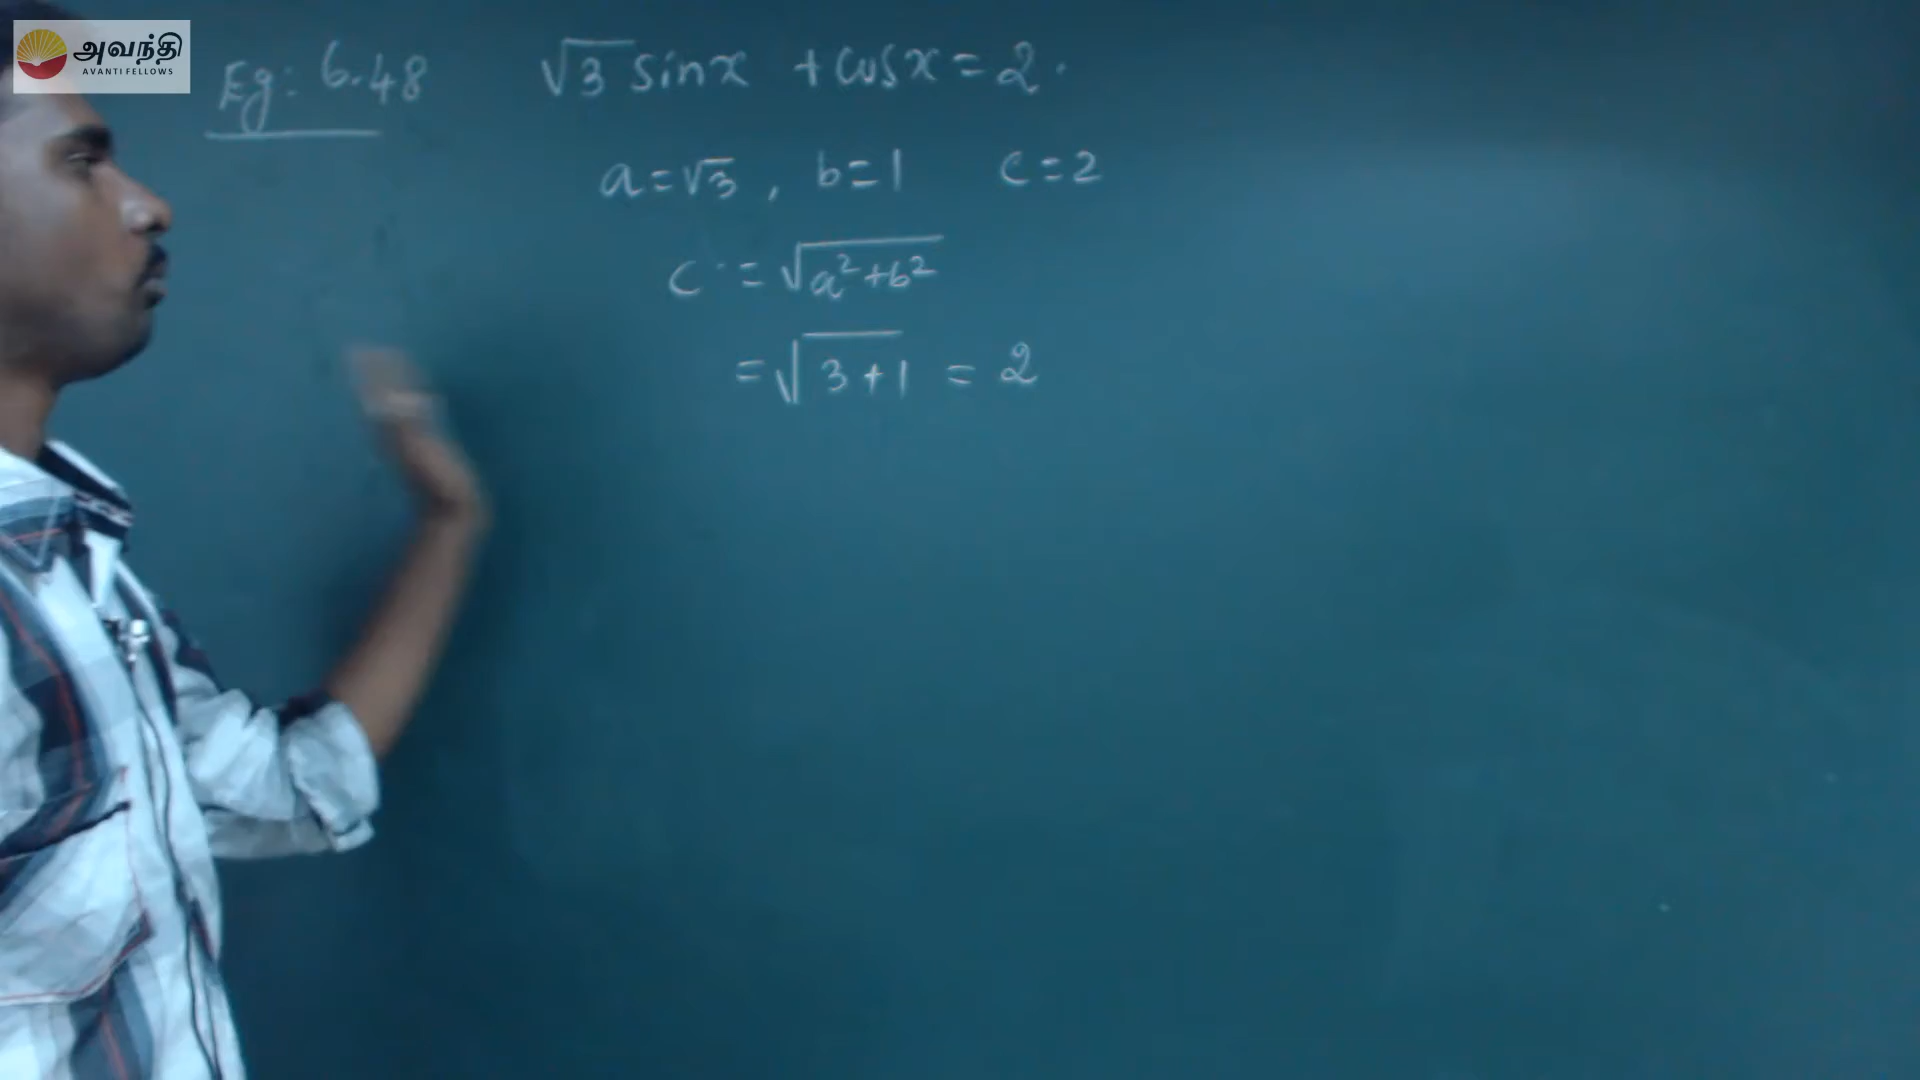 அவந்தி
AVANTI FELLOWS
Eg: 6.48 √3 sinx + cosx = 2.
a=√3, b=1 c=2
c = √a²+b²
=√3+1 = 2